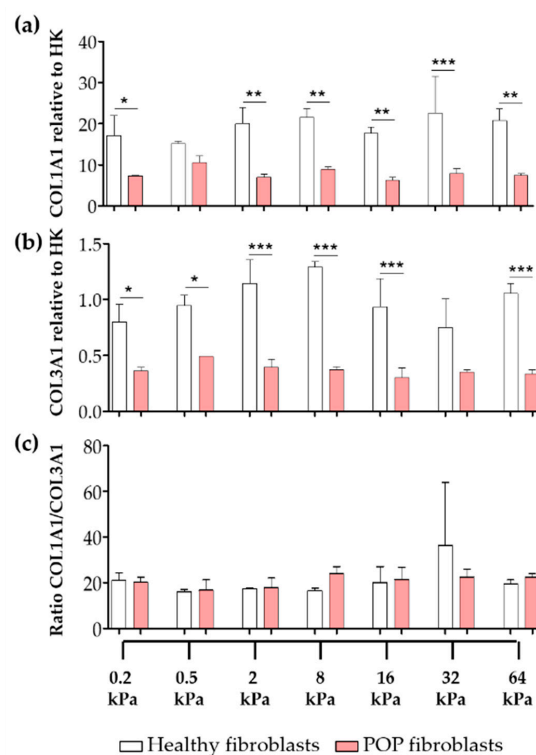 (a)
COL1A1 relative to HK
40
30
20
10
0
*
**
**
**
***
**
(b)
COL3A1 relative to HK
1.5
1.0
0.5
0.0
*
*
***
***
***
***
(c)
Ratio COL1A1/COL3A1
80
60
40
20
0
0.2 0.5 2 8 16 32 64
kPa kPa kPa kPa kPa kPa kPa
Healthy fibroblasts POP fibroblasts